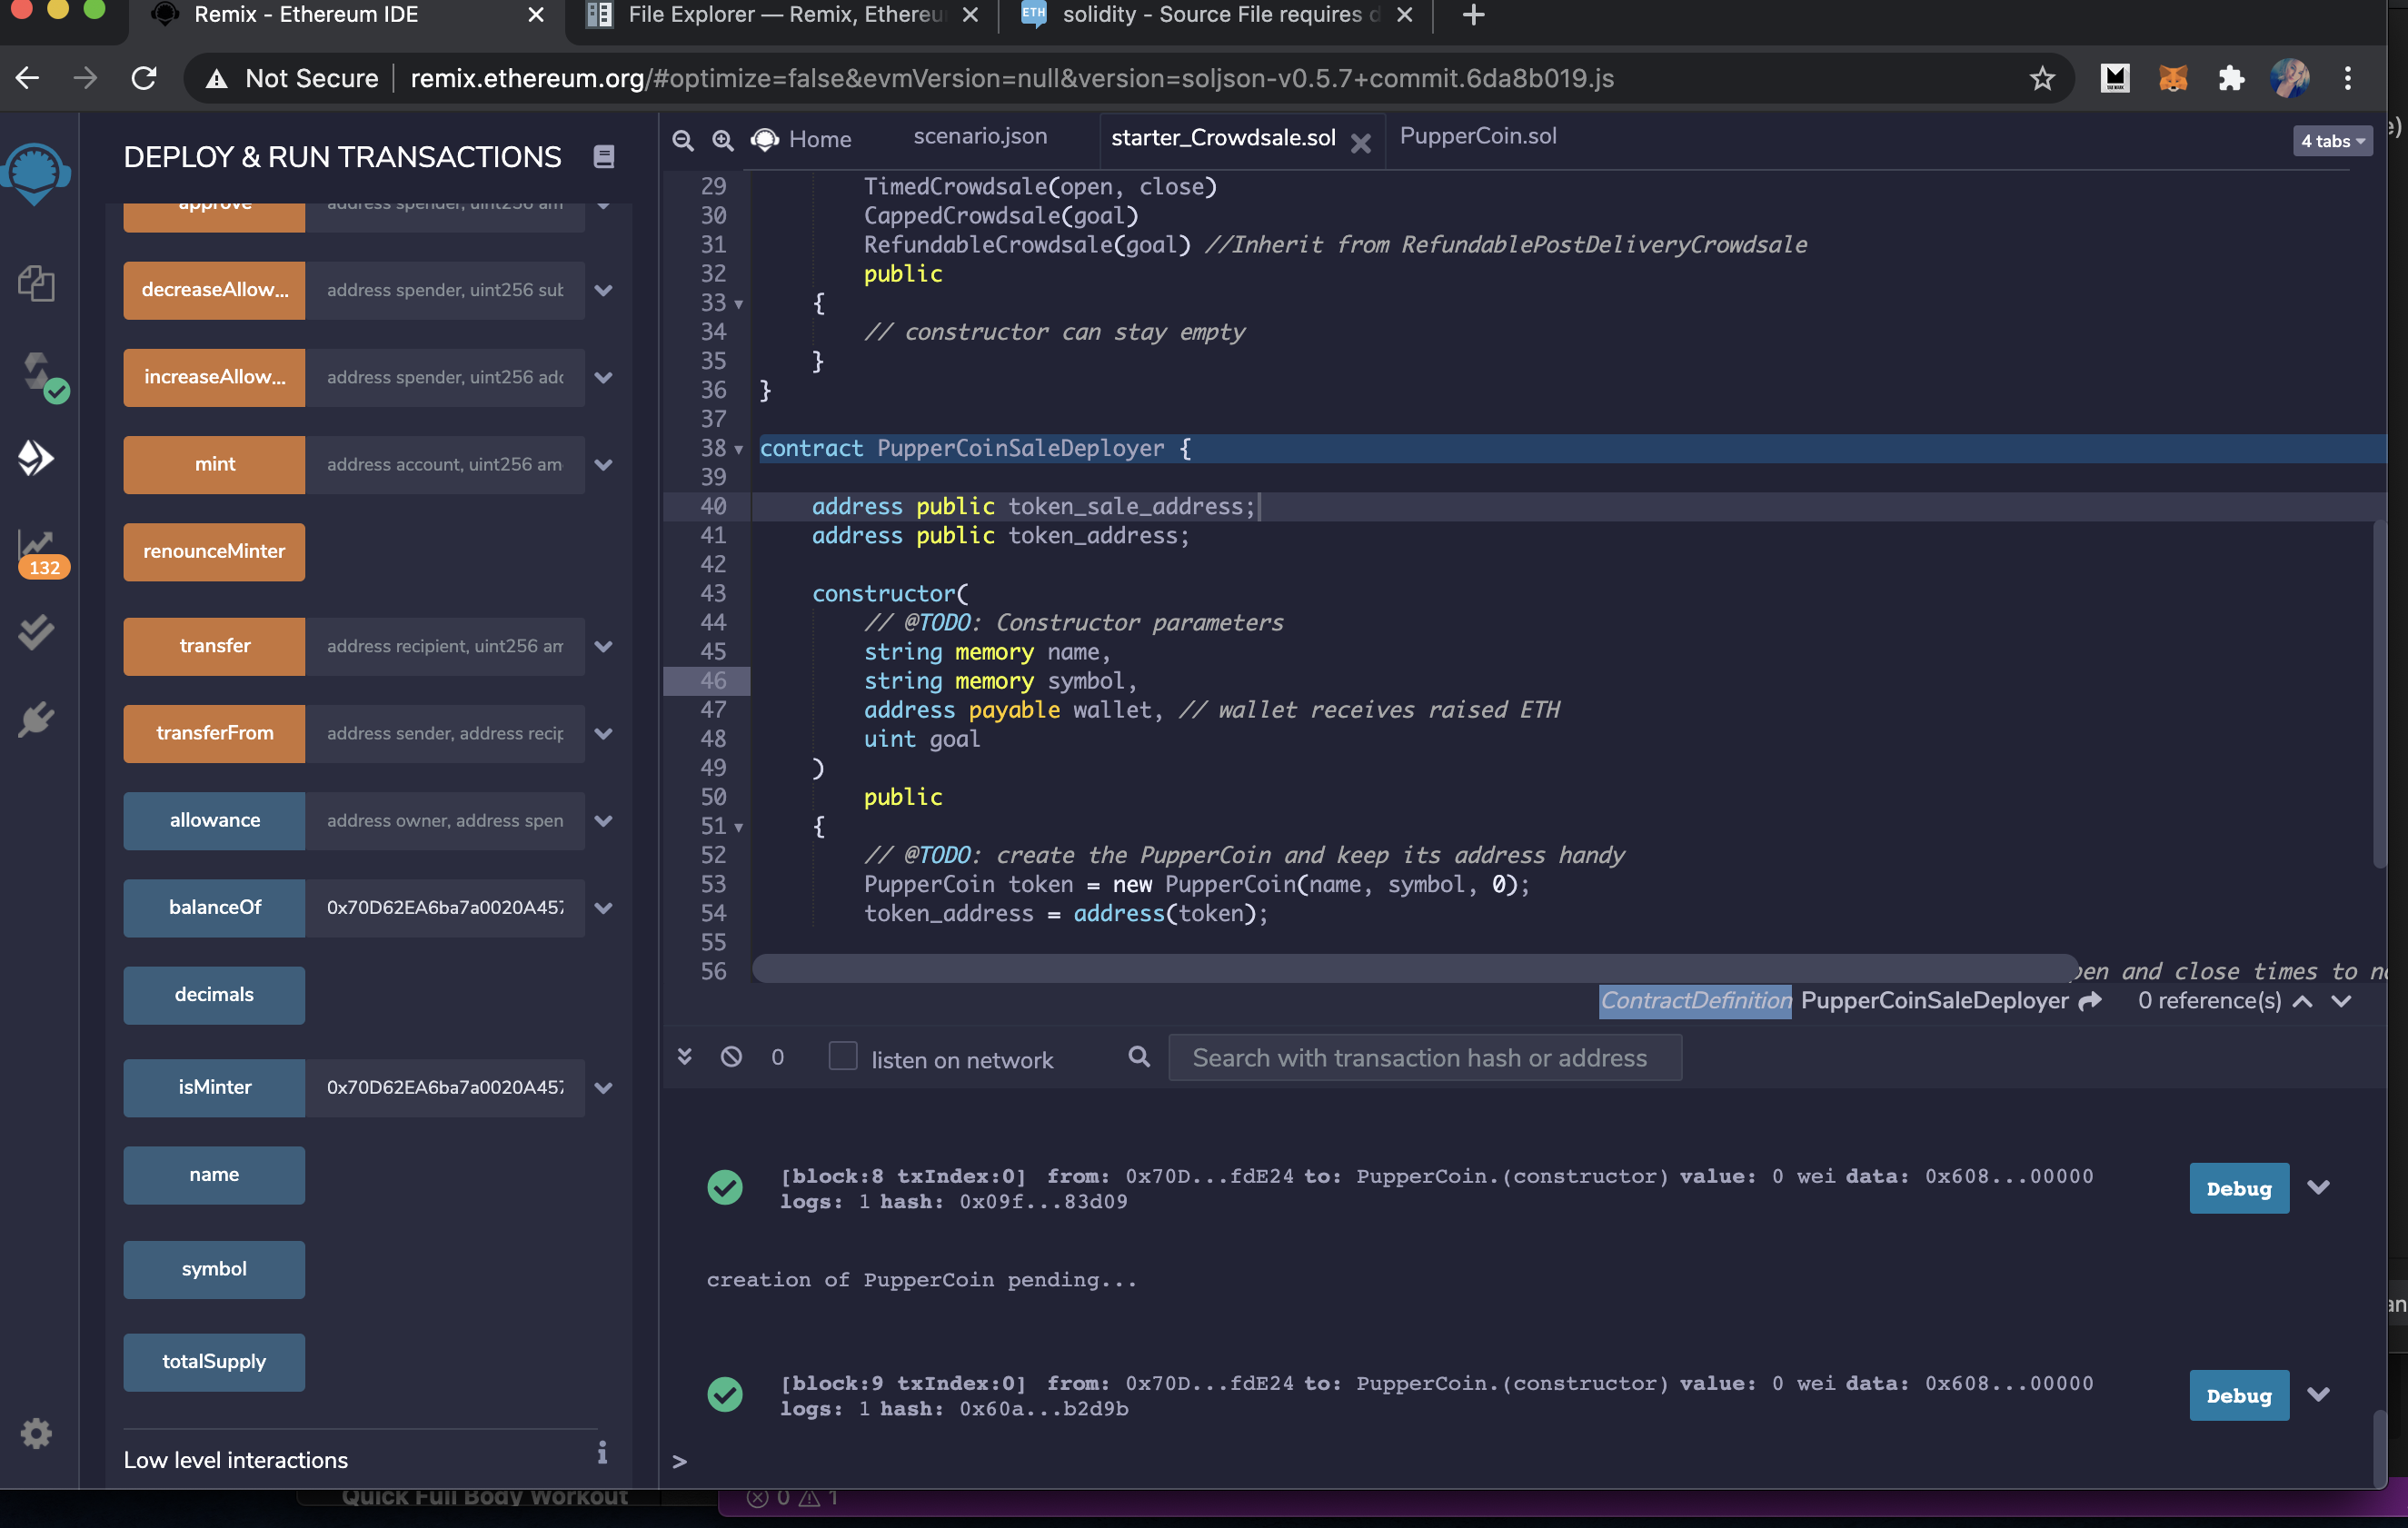 Remix - Ethereum IDE
File Explorer — Remix, Ethereu
solidity - Source File requires d
Not Secure
remix.ethereum.org/#optimize=false&evmVersion=null&version=soljson-v0.5.7+commit.6da8b019.js
DEPLOY & RUN TRANSACTIONS
Home
scenario.json
starter_Crowdsale.sol
PupperCoin.sol
4 tabs
132
approve
address spender, uint256 am
decreaseAllow...
address spender, uint256 sub
increaseAllow...
address spender, uint256 add
mint
address account, uint256 am
renounceMinter
transfer
address recipient, uint256 am
transferFrom
address sender, address recip
allowance
address owner, address spen
balanceOf
0x70D62EA6ba7a0020A457
decimals
isMinter
0x70D62EA6ba7a0020A457
name
symbol
totalSupply
Low level interactions
29 TimedCrowdsale(open, close)
30 CappedCrowdsale(goal)
31 RefundableCrowdsale(goal) //Inherit from RefundablePostDeliveryCrowdsale
32 public
33 {
34 // constructor can stay empty
35 }
36 }
37
38 contract PupperCoinSaleDeployer {
39
40 address public token_sale_address;
41 address public token_address;
42
43 constructor(
44 // @TODO: Constructor parameters
45 string memory name,
46 string memory symbol,
47 address payable wallet, // wallet receives raised ETH
48 uint goal
49 )
50 public
51 {
52 // @TODO: create the PupperCoin and keep its address handy
53 PupperCoin token = new PupperCoin(name, symbol, 0);
54 token_address = address(token);
55
56 pen and close times to no
ContractDefinition PupperCoinSaleDeployer 0 reference(s)
0 listen on network
Search with transaction hash or address
[block:8 txIndex:0] from: 0x70D...fdE24 to: PupperCoin.(constructor) value: 0 wei data: 0x608...00000
logs: 1 hash: 0x09f...83d09
Debug
creation of PupperCoin pending...
[block:9 txIndex:0] from: 0x70D...fdE24 to: PupperCoin.(constructor) value: 0 wei data: 0x608...00000
logs: 1 hash: 0x60a...b2d9b
Debug
>
Quick Full Body Workout
0 1